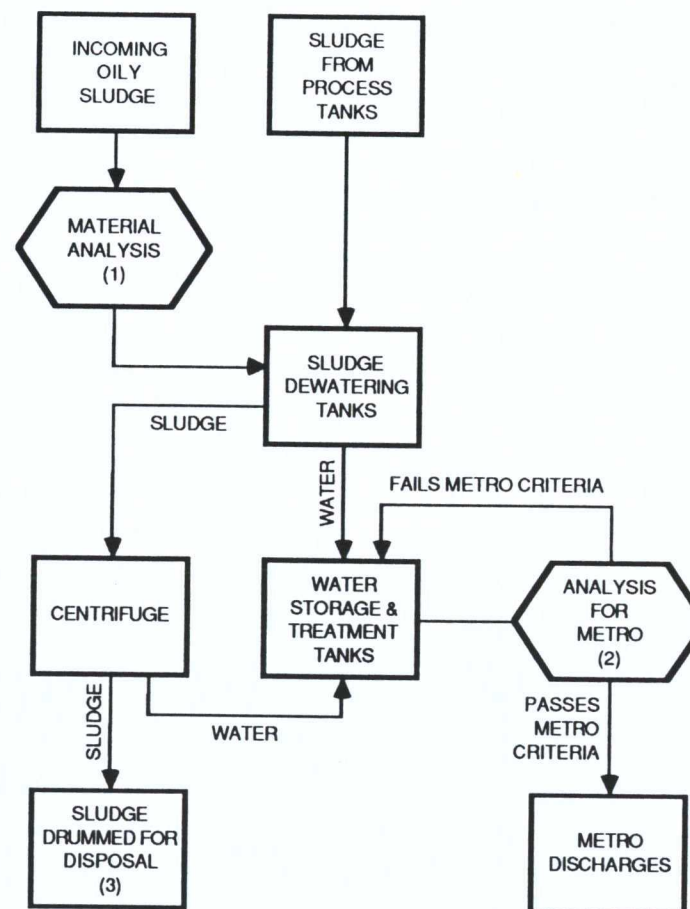 INCOMING
OILY
SLUDGE
SLUDGE
FROM
PROCESS
TANKS
MATERIAL
ANALYSIS
(1)
SLUDGE
DEWATERING
TANKS
SLUDGE
WATER
FAILS METRO CRITERIA
CENTRIFUGE
WATER
STORAGE &
TREATMENT
TANKS
ANALYSIS
FOR
METRO
(2)
SLUDGE
WATER
PASSES
METRO
CRITERIA
SLUDGE
DRUMMED FOR
DISPOSAL
(3)
METRO
DISCHARGES